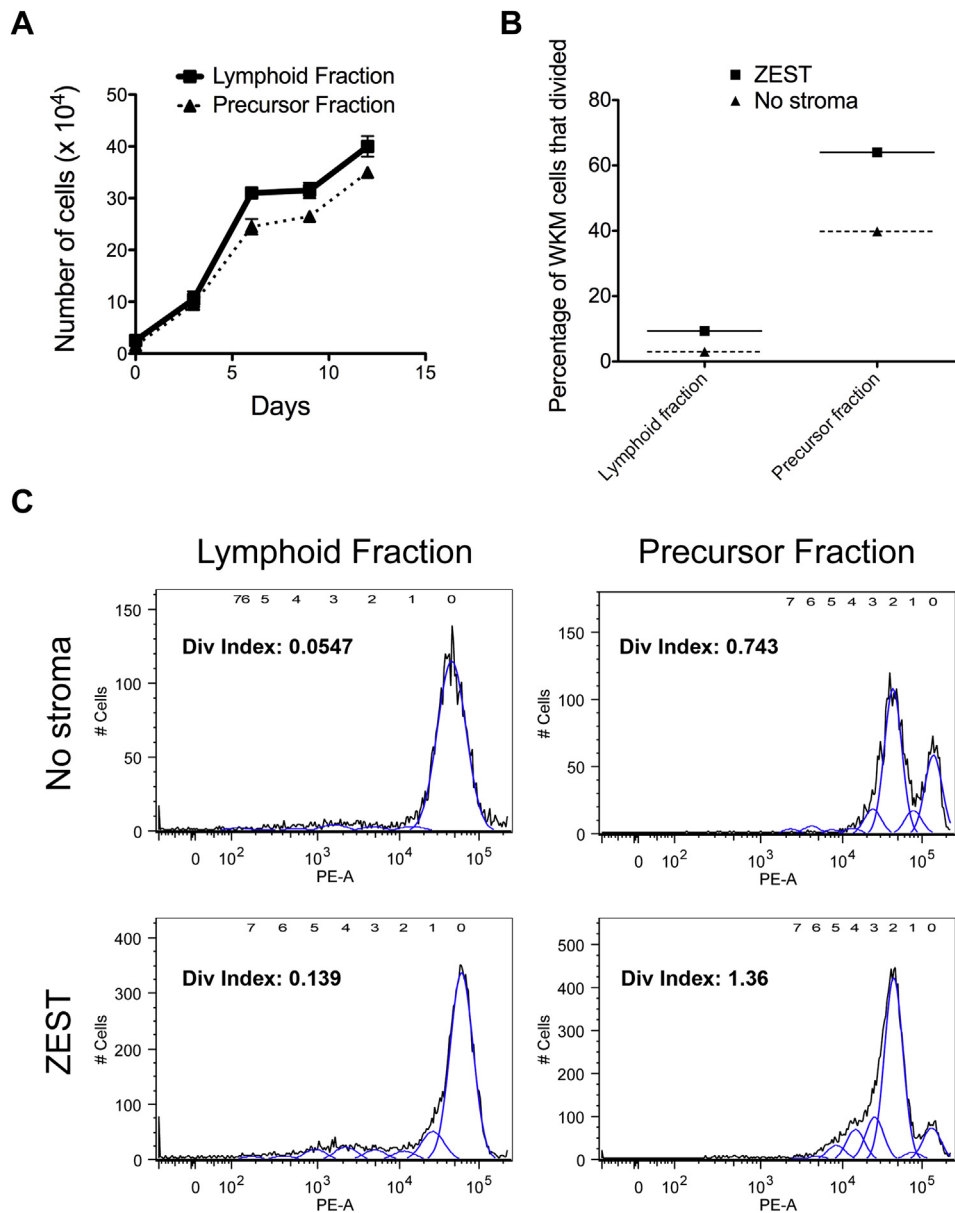 A
Lymphoid Fraction
Precursor Fraction
Number of cells (x 10⁴)
50
40
30
20
10
0
0 5 10 15
Days
B
ZEST
No stroma
Percentage of WKM cells that divided
80
60
40
20
0
Lymphoid fraction
Precursor fraction
C
Lymphoid Fraction
Precursor Fraction
No stroma
76 5 4 3 2 1 0
Div Index: 0.0547
# Cells
150
100
50
0
0 10² 10³ 10⁴ 10⁵
PE-A
7 6 5 4 3 2 1 0
Div Index: 0.743
# Cells
150
100
50
0
0 10² 10³ 10⁴ 10⁵
PE-A
ZEST
7 6 5 4 3 2 1 0
Div Index: 0.139
# Cells
400
300
200
100
0
0 10² 10³ 10⁴ 10⁵
PE-A
7 6 5 4 3 2 1 0
Div Index: 1.36
# Cells
500
400
300
200
100
0
0 10² 10³ 10⁴ 10⁵
PE-A